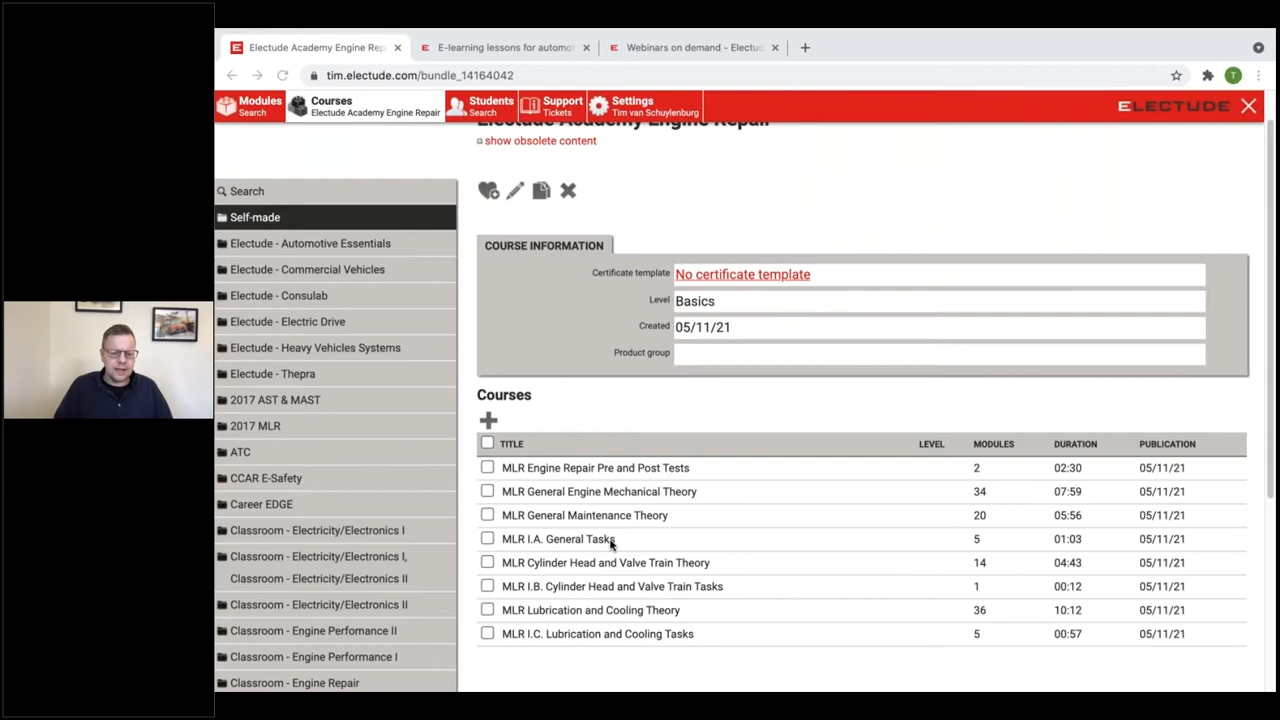 Electude Academy Engine Rep
E-learning lessons for automo
Webinars on demand - Electud
tim.electude.com/bundle_14164042
T
Modules
Search
Courses
Electude Academy Engine Repair
Students
Search
Support
Tickets
Settings
Tim van Schuylenburg
ELECTUDE
Electude Academy Engine Repair
show obsolete content
Search
Self-made
Electude - Automotive Essentials
Electude - Commercial Vehicles
Electude - Consulab
Electude - Electric Drive
Electude - Heavy Vehicles Systems
Electude - Thepra
2017 AST & MAST
2017 MLR
ATC
CCAR E-Safety
Career EDGE
Classroom - Electricity/Electronics I
Classroom - Electricity/Electronics I,
Classroom - Electricity/Electronics II
Classroom - Electricity/Electronics II
Classroom - Engine Perfomance II
Classroom - Engine Performance I
Classroom - Engine Repair
COURSE INFORMATION
Certificate template No certificate template
Level Basics
Created 05/11/21
Product group
Courses
TITLE LEVEL MODULES DURATION PUBLICATION
MLR Engine Repair Pre and Post Tests 2 02:30 05/11/21
MLR General Engine Mechanical Theory 34 07:59 05/11/21
MLR General Maintenance Theory 20 05:56 05/11/21
MLR I.A. General Tasks 5 01:03 05/11/21
MLR Cylinder Head and Valve Train Theory 14 04:43 05/11/21
MLR I.B. Cylinder Head and Valve Train Tasks 1 00:12 05/11/21
MLR Lubrication and Cooling Theory 36 10:12 05/11/21
MLR I.C. Lubrication and Cooling Tasks 5 00:57 05/11/21